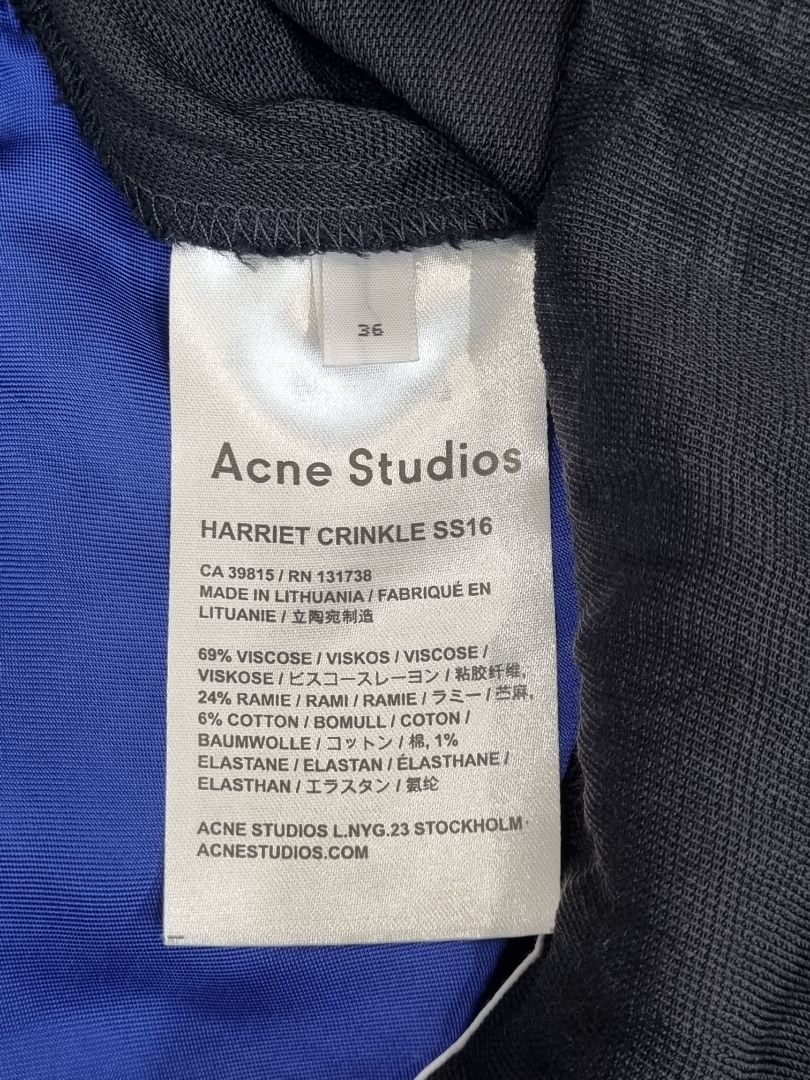 36
Acne Studios
HARRIET CRINKLE SS16
CA 39815 / RN 131738
MADE IN LITHUANIA / FABRIQUÉ EN
LITUANIE / 立陶宛制造
69% VISCOSE / VISKOS / VISCOSE /
VISKOSE / ビスコースレーヨン / 粘胶纤维,
24% RAMIE / RAMI / RAMIE / ラミー / 苎麻,
6% COTTON / BOMULL / COTON /
BAUMWOLLE / コットン / 棉, 1%
ELASTANE / ELASTAN / ÉLASTHANE /
ELASTHAN / エラスタン / 氨纶
ACNE STUDIOS L.NYG.23 STOCKHOLM
ACNESTUDIOS.COM